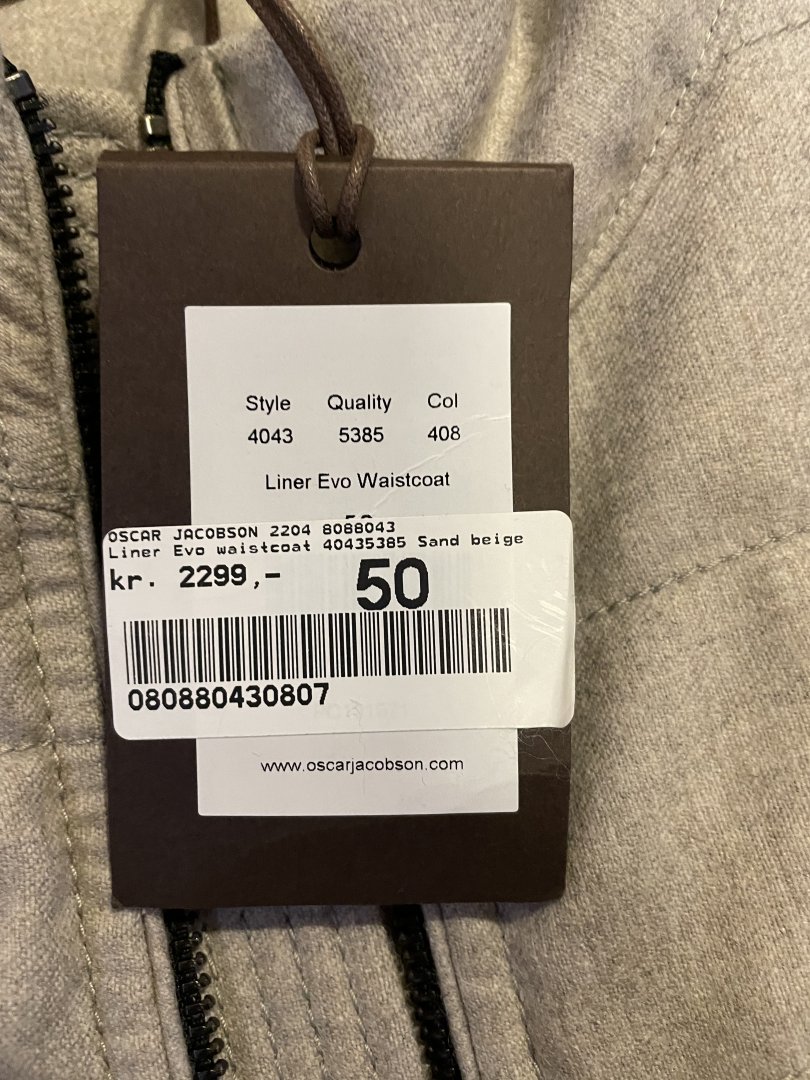 Style Quality Col
4043 5385 408
Liner Evo Waistcoat
OSCAR JACOBSON 2204 8088043
Liner Evo waistcoat 40435385 Sand beige
kr. 2299,- 50
080880430807
www.oscarjacobson.com